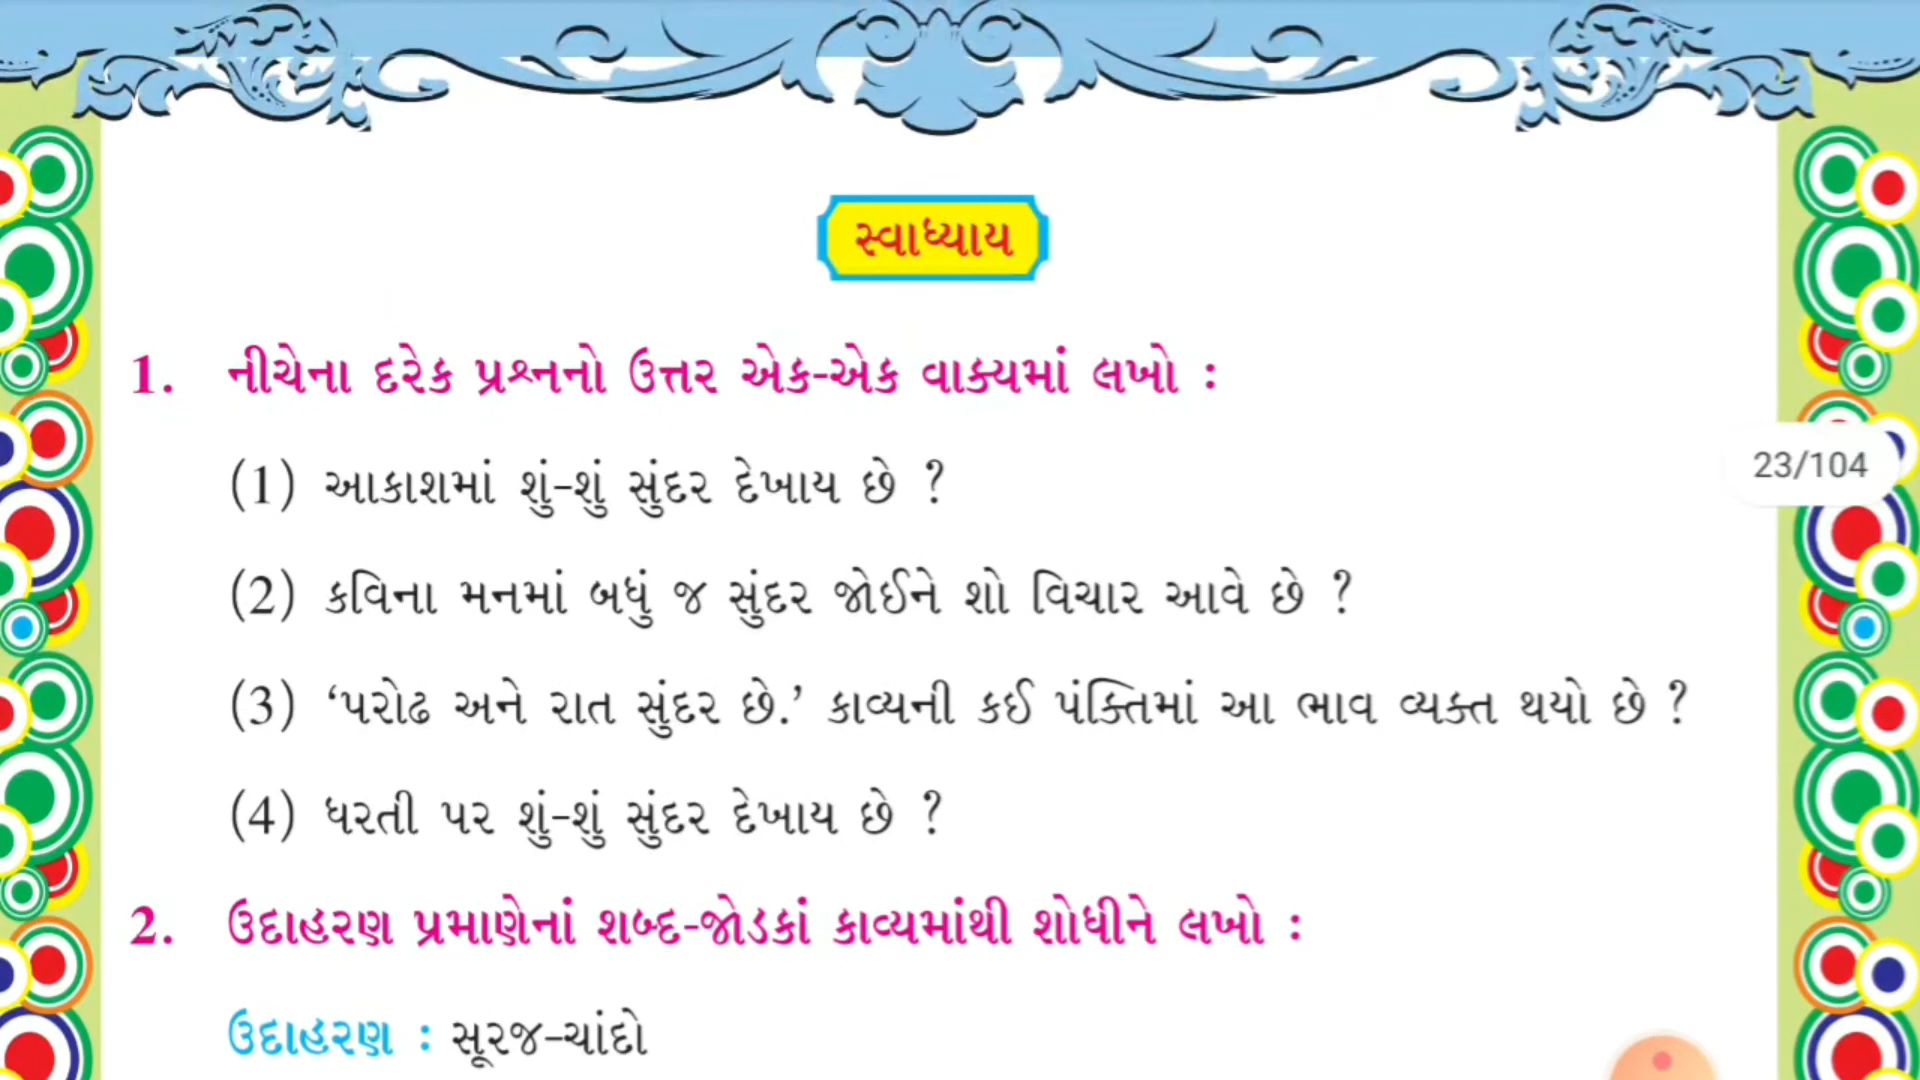 સ્વાધ્યાય
1. નીચેના દરેક પ્રશ્નનો ઉત્તર એક-એક વાક્યમાં લખો :
(1) આકાશમાં શું-શું સુંદર દેખાય છે ?
23/104
(2) કવિના મનમાં બધું જ સુંદર જોઈને શો વિચાર આવે છે ?
(3) ‘પરોઢ અને રાત સુંદર છે.’ કાવ્યની કઈ પંક્તિમાં આ ભાવ વ્યક્ત થયો છે ?
(4) ધરતી પર શું-શું સુંદર દેખાય છે ?
2. ઉદાહરણ પ્રમાણેનાં શબ્દ-જોડકાં કાવ્યમાંથી શોધીને લખો :
ઉદાહરણ : સૂરજ-ચાંદો